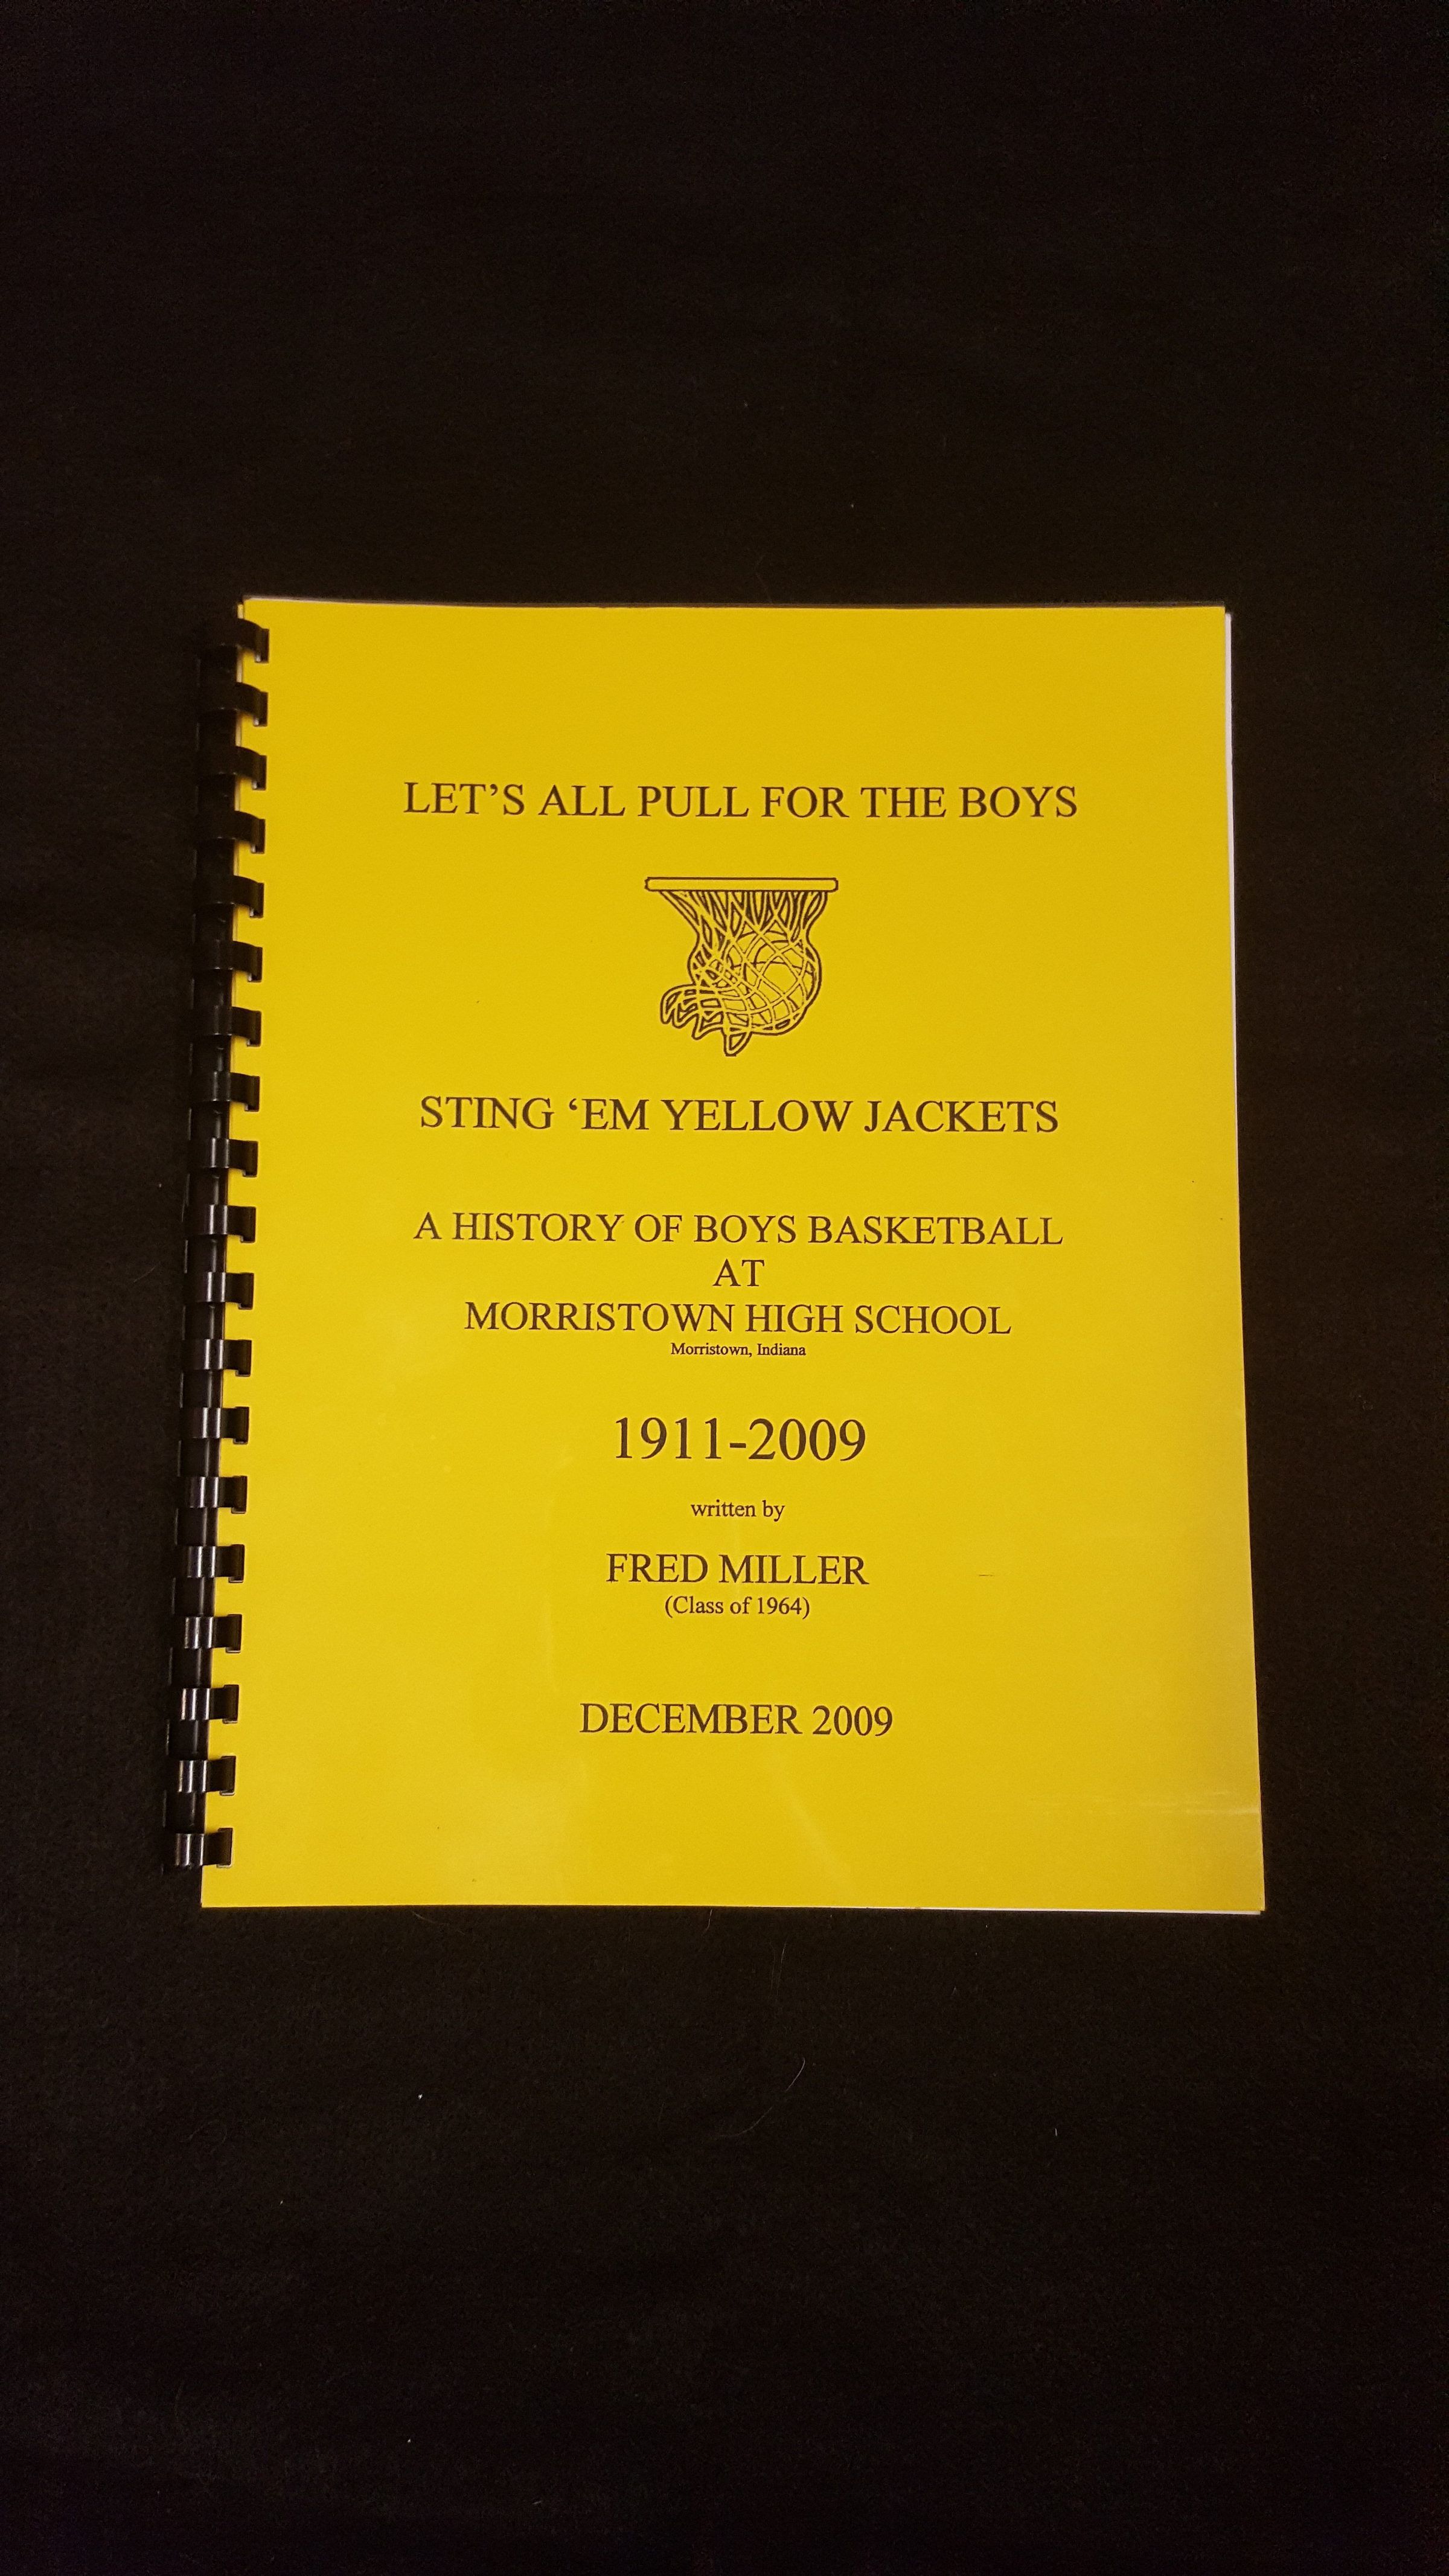 LET’S ALL PULL FOR THE BOYS
STING ‘EM YELLOW JACKETS
A HISTORY OF BOYS BASKETBALL
AT
MORRISTOWN HIGH SCHOOL
Morristown, Indiana
1911-2009
written by
FRED MILLER
(Class of 1964)
DECEMBER 2009